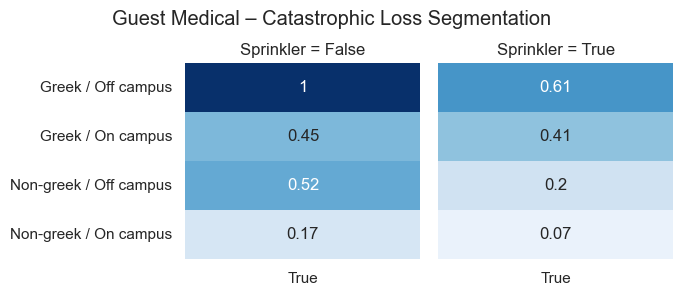 Guest Medical – Catastrophic Loss Segmentation
Sprinkler = False Sprinkler = True
Greek / Off campus 1 0.61
Greek / On campus 0.45 0.41
Non-greek / Off campus 0.52 0.2
Non-greek / On campus 0.17 0.07
True True